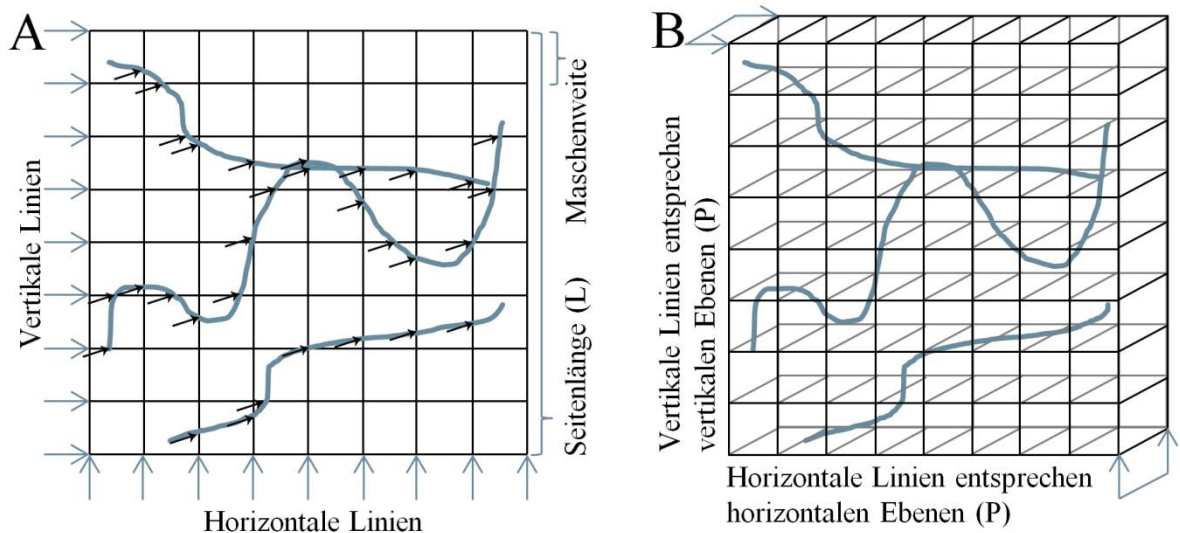 A
Vertikale Linien
Maschenweite
Seitenlänge (L)
Horizontale Linien
B
Vertikale Linien entsprechen
vertikalen Ebenen (P)
Horizontale Linien entsprechen
horizontalen Ebenen (P)